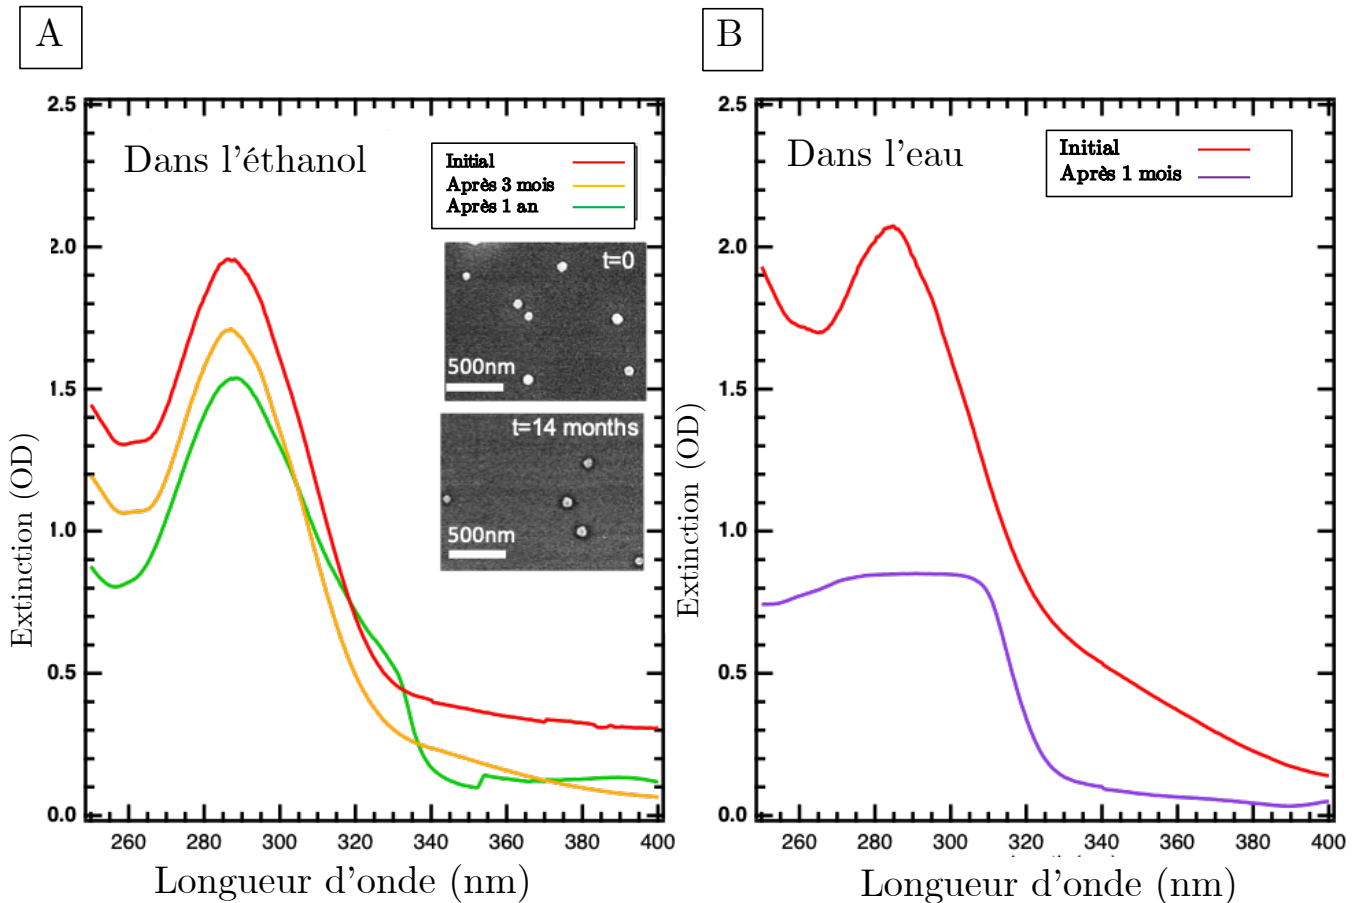 A
Dans l'éthanol
Initial
Après 3 mois
Après 1 an
t=0
500nm
t=14 months
500nm
2.5
2.0
1.5
1.0
0.5
0.0
Extinction (OD)
260 280 300 320 340 360 380 400
Longueur d'onde (nm)
B
Dans l'eau
Initial
Après 1 mois
2.5
2.0
1.5
1.0
0.5
0.0
Extinction (OD)
260 280 300 320 340 360 380 400
Longueur d'onde (nm)